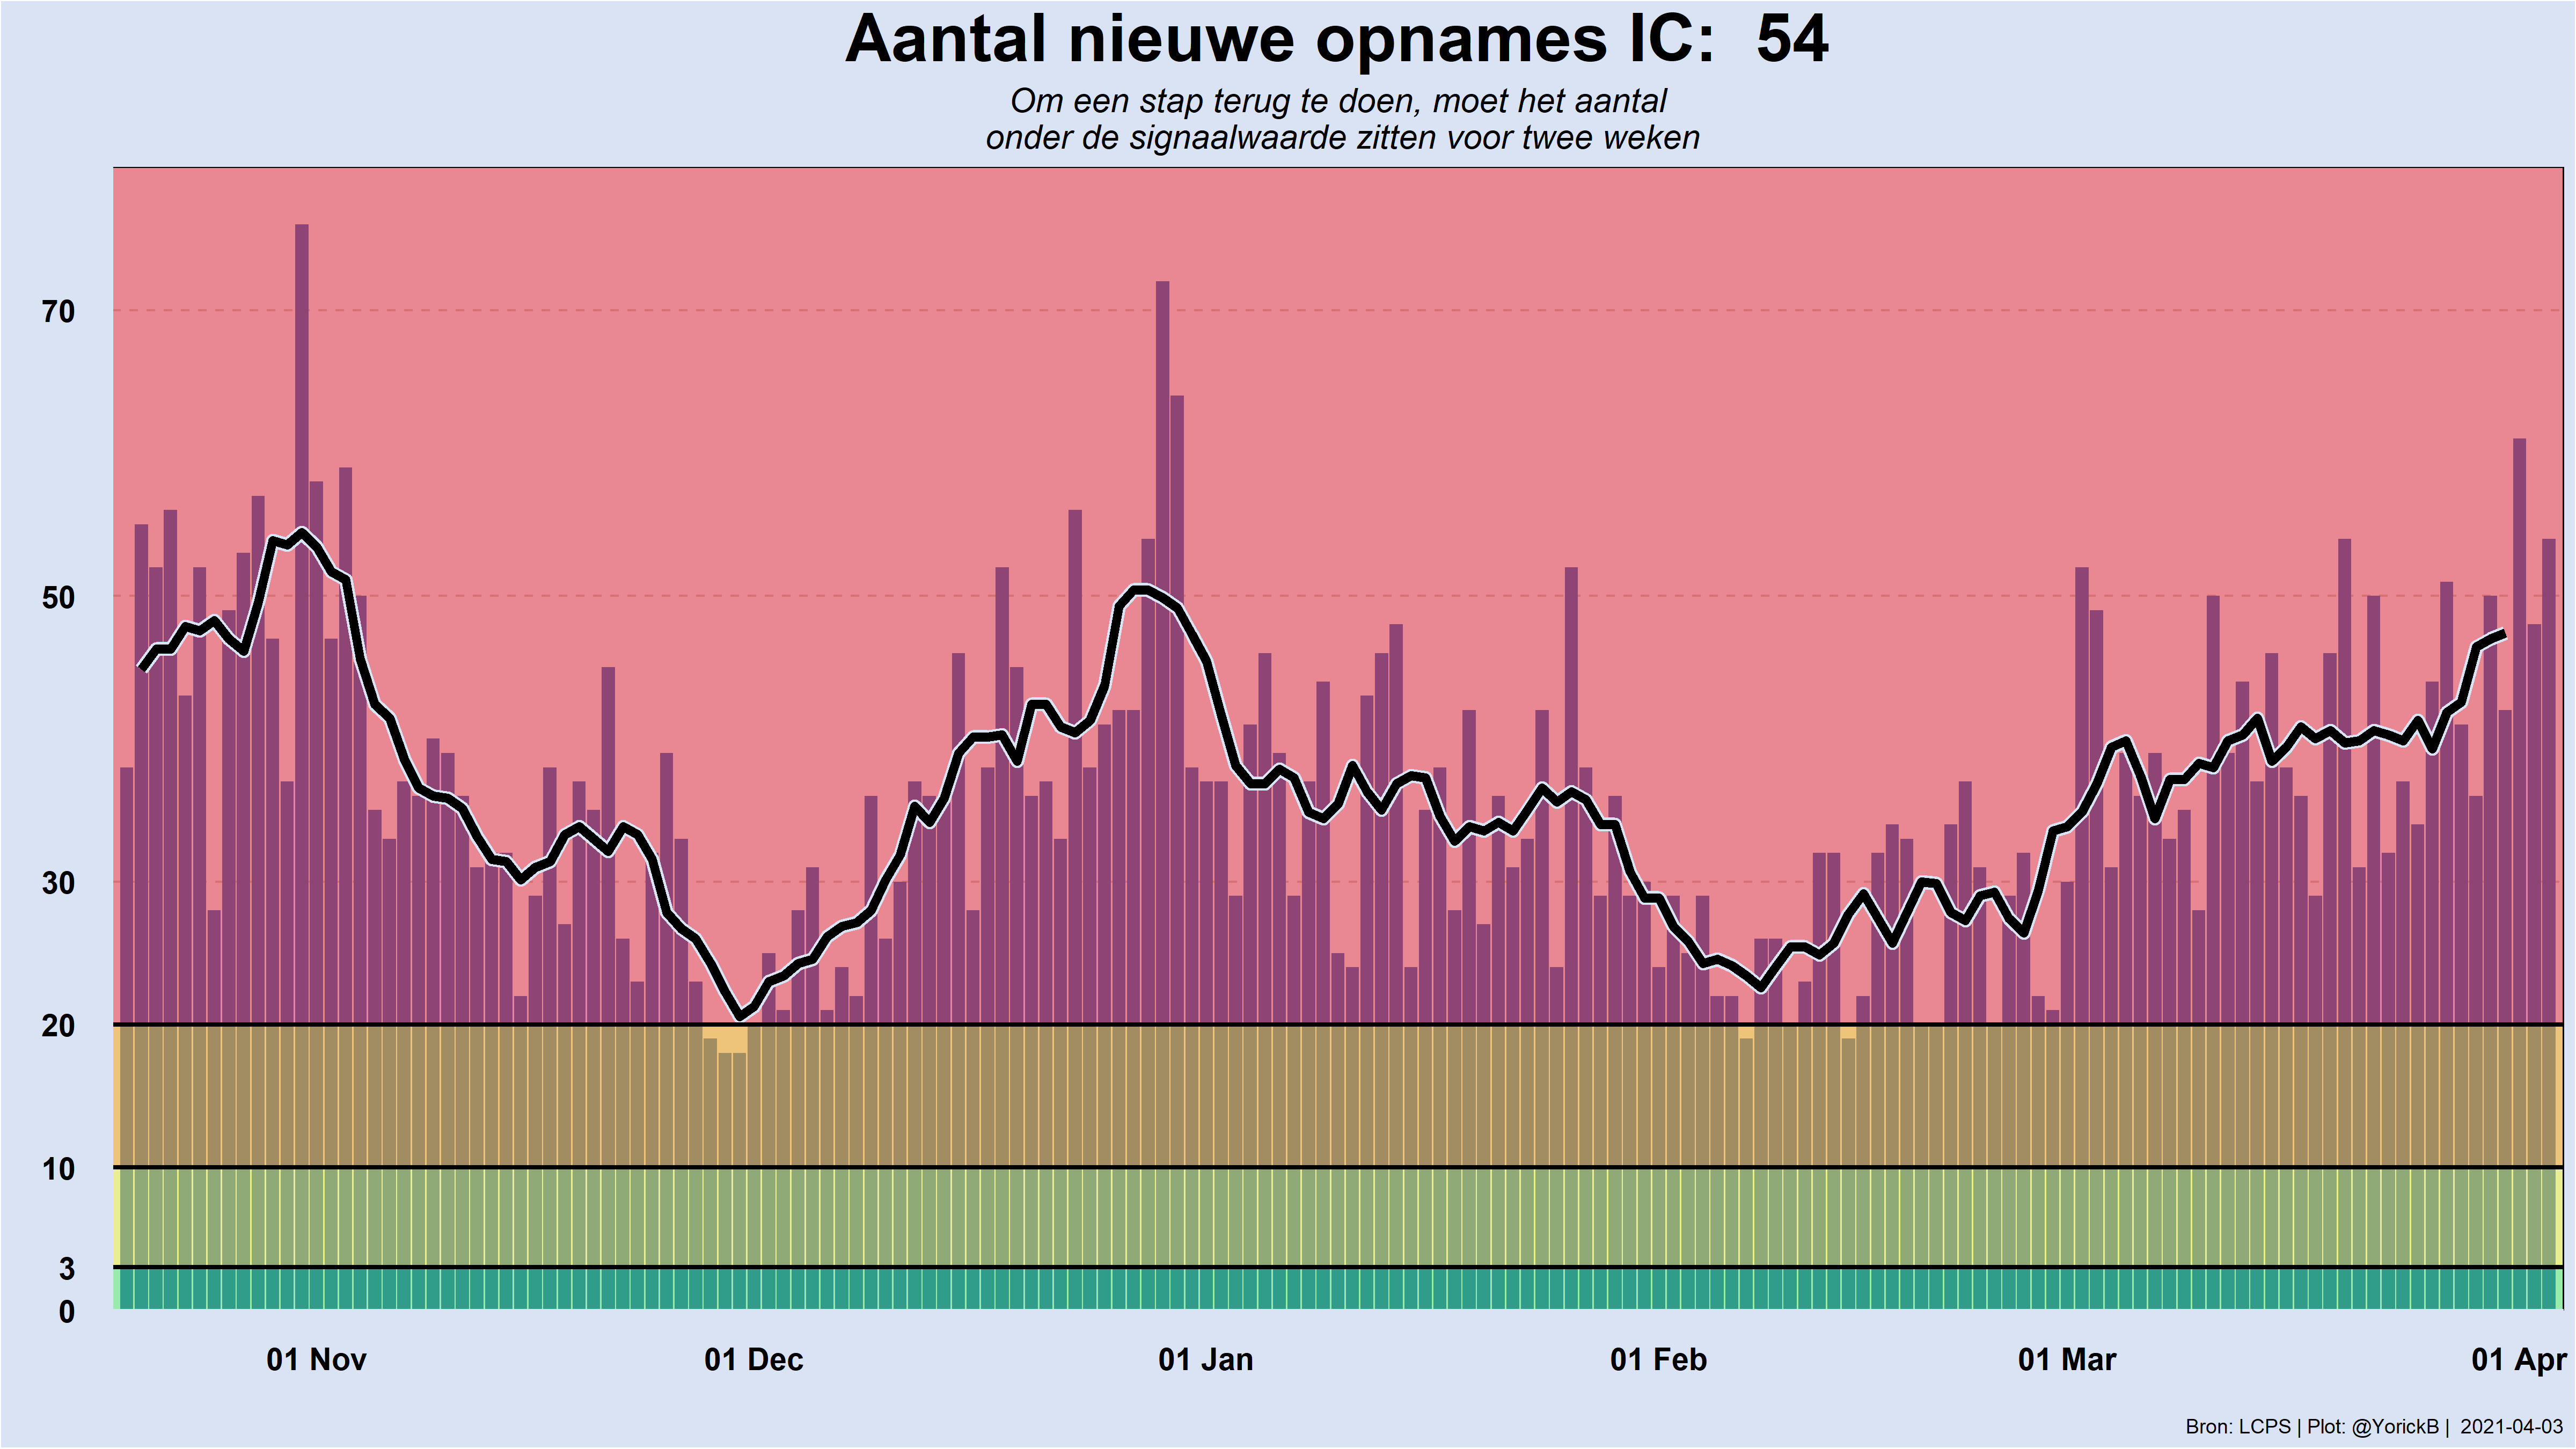 Aantal nieuwe opnames IC:  54
Om een stap terug te doen, moet het aantal
onder de signaalwaarde zitten voor twee weken
70
50
30
20
10
3
0
01 Nov
01 Dec
01 Jan
01 Feb
01 Mar
01 Apr
Bron: LCPS | Plot: @YorickB |  2021-04-03